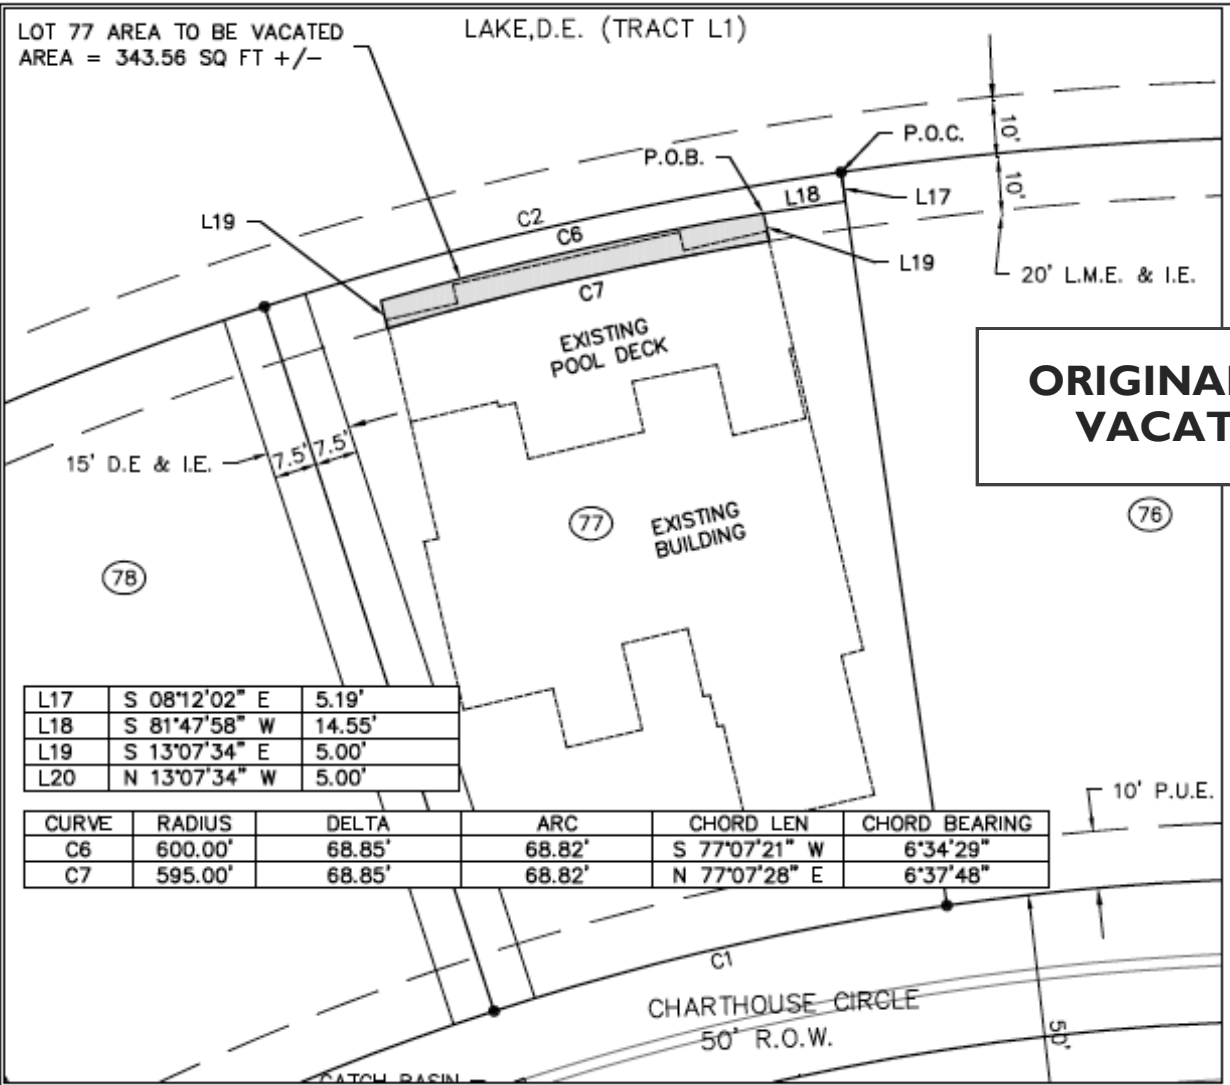 LOT 77 AREA TO BE VACATED
AREA = 343.56 SQ FT +/-
LAKE,D.E. (TRACT L1)
10'
P.O.C.
P.O.B.
10'
L18
L17
L19
C2
C6
L19
20' L.M.E. & I.E.
C7
EXISTING
POOL DECK
ORIGINAL
VACAT
15' D.E & I.E.
7.5'
7.5'
77
EXISTING
BUILDING
76
78
L17 S 08°12'02" E 5.19'
L18 S 81°47'58" W 14.55'
L19 S 13°07'34" E 5.00'
L20 N 13°07'34" W 5.00'
10' P.U.E.
CURVE RADIUS DELTA ARC CHORD LEN CHORD BEARING
C6 600.00' 68.85' 68.82' S 77°07'21" W 6°34'29"
C7 595.00' 68.85' 68.82' N 77°07'28" E 6°37'48"
C1
CHARTHOUSE CIRCLE
50' R.O.W.
50'
CATCH BASIN